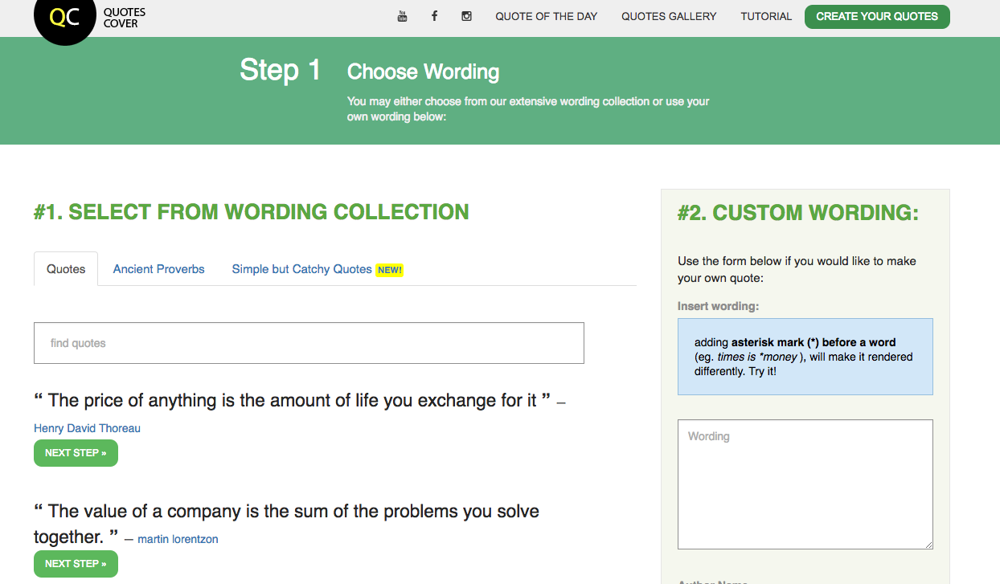 QC
QUOTES
COVER
You
Tube
QUOTE OF THE DAY
QUOTES GALLERY
TUTORIAL
CREATE YOUR QUOTES
Step 1
Choose Wording
You may either choose from our extensive wording collection or use your
own wording below:
#1. SELECT FROM WORDING COLLECTION
Quotes
Ancient Proverbs
Simple but Catchy Quotes NEW!
find quotes
“ The price of anything is the amount of life you exchange for it ” —
Henry David Thoreau
NEXT STEP »
“ The value of a company is the sum of the problems you solve
together. ” — martin lorentzon
NEXT STEP »
#2. CUSTOM WORDING:
Use the form below if you would like to make
your own quote:
Insert wording:
adding asterisk mark (*) before a word
(eg. times is *money ), will make it rendered
differently. Try it!
Wording
Author Name